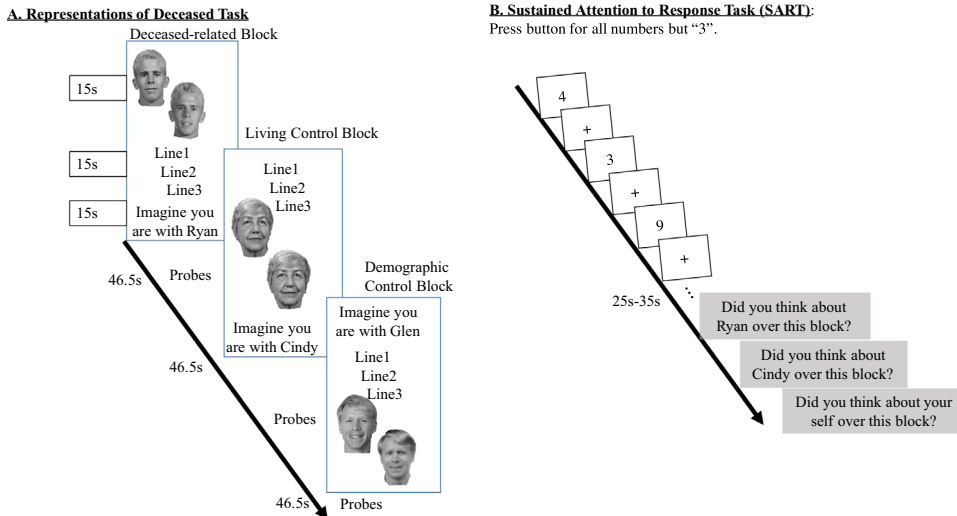 A. Representations of Deceased Task
Deceased-related Block
15s
15s
Line1
Line2
Line3
15s
Imagine you
are with Ryan
46.5s
Probes
Living Control Block
Line1
Line2
Line3
Imagine you
are with Cindy
46.5s
Probes
Demographic
Control Block
Imagine you
are with Glen
Line1
Line2
Line3
46.5s
Probes
B. Sustained Attention to Response Task (SART):
Press button for all numbers but “3”.
4
+
3
+
9
+
...
25s-35s
Did you think about
Ryan over this block?
Did you think about
Cindy over this block?
Did you think about your
self over this block?